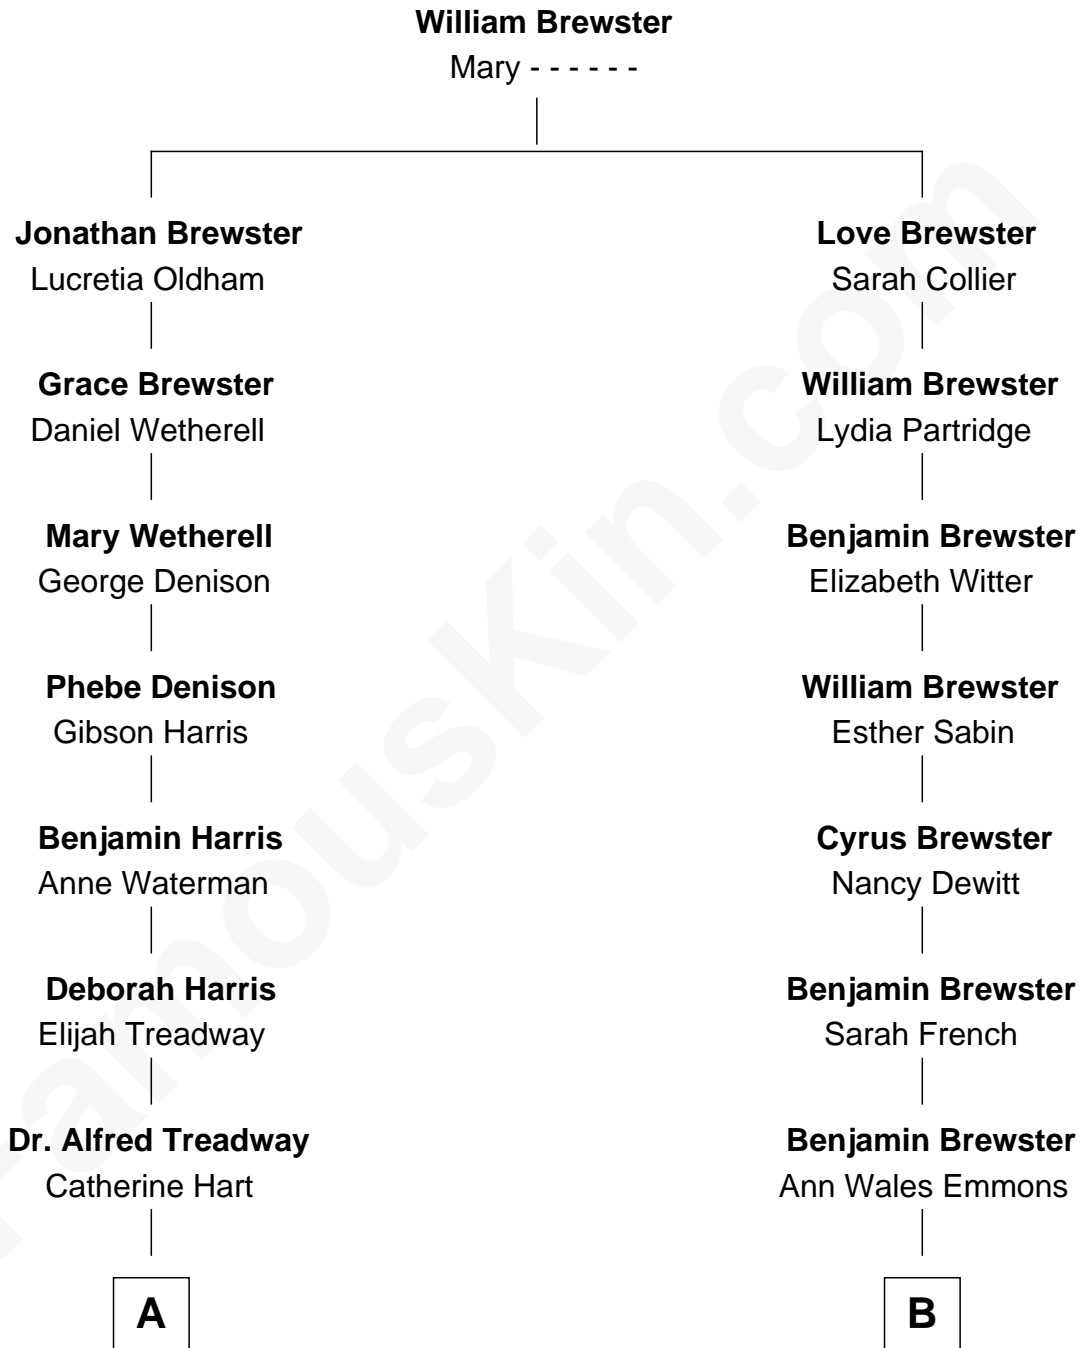 William Brewster
Mary - - - - - -
Jonathan Brewster
Lucretia Oldham
Love Brewster
Sarah Collier
Grace Brewster
Daniel Wetherell
William Brewster
Lydia Partridge
Mary Wetherell
George Denison
Benjamin Brewster
Elizabeth Witter
Phebe Denison
Gibson Harris
William Brewster
Esther Sabin
Benjamin Harris
Anne Waterman
Cyrus Brewster
Nancy Dewitt
Deborah Harris
Elijah Treadway
Benjamin Brewster
Sarah French
Dr. Alfred Treadway
Catherine Hart
Benjamin Brewster
Ann Wales Emmons
A
B
FamousKin.com